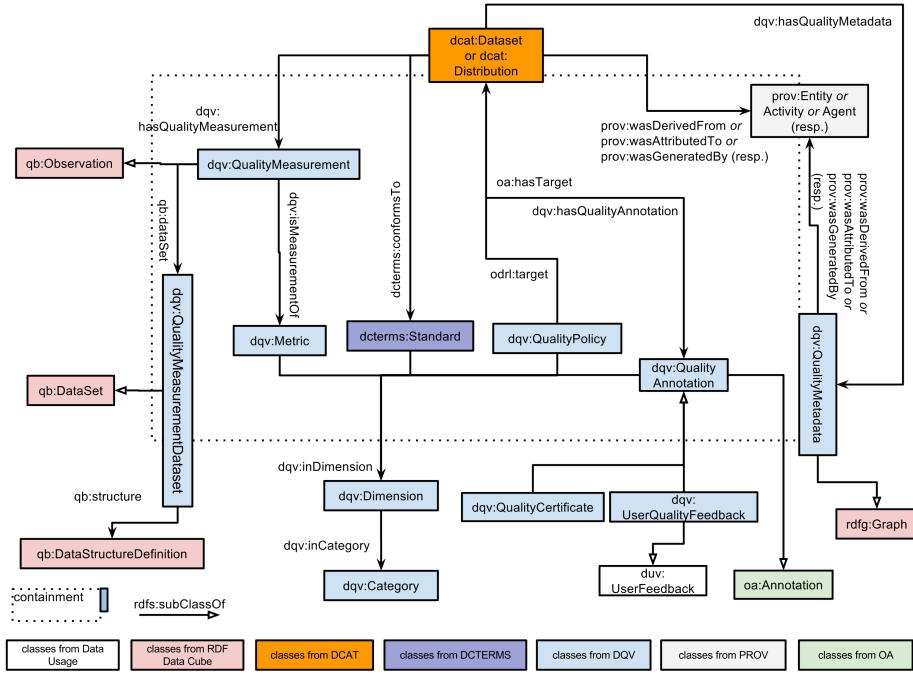 dqv:hasQualityMetadata
dcat:Dataset
or dcat:
Distribution
prov:Entity or
Activity or Agent
(resp.)
dqv:
hasQualityMeasurement
prov:wasDerivedFrom or
prov:wasAttributedTo or
prov:wasGeneratedBy (resp.)
qb:Observation
dqv:QualityMeasurement
oa:hasTarget
dqv:hasQualityAnnotation
qb:dataSet
dqv:isMeasurementOf
dcterms:conformsTo
prov:wasDerivedFrom or
prov:wasAttributedTo or
prov:wasGeneratedBy
(resp.)
odrl:target
dqv:QualityMeasurementDataset
dqv:Metric
dcterms:Standard
dqv:QualityPolicy
dqv:QualityMetadata
dqv:Quality
Annotation
qb:DataSet
dqv:inDimension
qb:structure
dqv:Dimension
dqv:QualityCertificate
dqv:
UserQualityFeedback
rdfg:Graph
qb:DataStructureDefinition
dqv:inCategory
dqv:Category
duv:
UserFeedback
oa:Annotation
containment
rdfs:subClassOf
classes from Data
Usage
classes from RDF
Data Cube
classes from DCAT
classes from DCTERMS
classes from DQV
classes from PROV
classes from OA